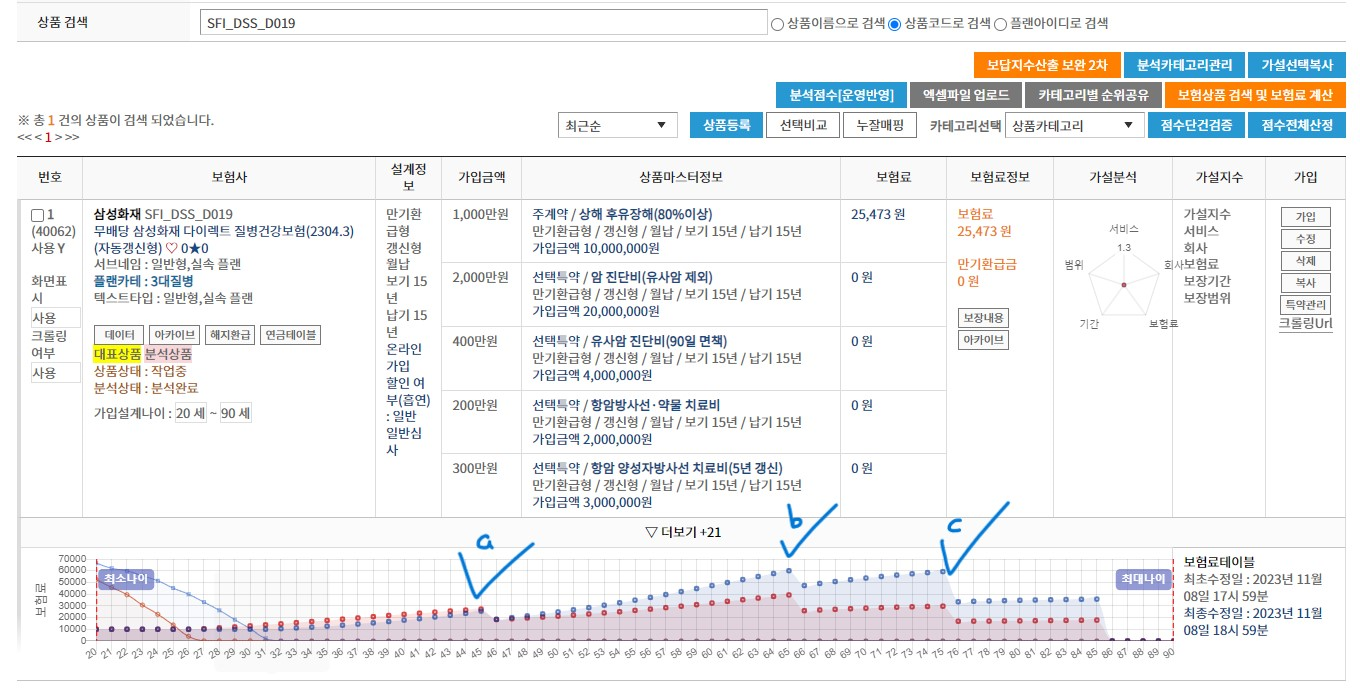 상품 검색
SFI_DSS_D019
상품이름으로 검색 상품코드로 검색 플랜아이디로 검색
보답지수산출 보완 2차 분석카테고리관리 가설선택복사
분석점수[운영반영] 엑셀파일 업로드 카테고리별 순위공유 보험상품 검색 및 보험료 계산
※ 총 1 건의 상품이 검색 되었습니다.
<< < 1 > >>
최근순 ▼ 상품등록 선택비교 누잘매핑 카테고리선택 상품카테고리 ▼ 점수단건검증 점수전체산정
번호 보험사 설계정보 가입금액 상품마스터정보 보험료 보험료정보 가설분석 가설지수 가입
1
(40062)
사용 Y
화면표
시
사용
크롤링
여부
사용
삼성화재 SFI_DSS_D019
무배당 삼성화재 다이렉트 질병건강보험(2304.3)
(자동갱신형) ♡ 0★0
서브네임 : 일반형,실속 플랜
플랜카테 : 3대질병
텍스트타입 : 일반형,실속 플랜
데이터 아카이브 해지환급 연금테이블
대표상품 분석상품
상품상태 : 작업중
분석상태 : 분석완료
가입설계나이 : 20 세 ~ 90 세
만기환
급형
갱신형
월납
보기 15
년
납기 15
년
온라인
가입
할인 여
부(흡연)
: 일반
일반심
사
1,000만원
주계약 / 상해 후유장해(80%이상)
만기환급형 / 갱신형 / 월납 / 보기 15년 / 납기 15년
가입금액 10,000,000원
25,473 원
2,000만원
선택특약 / 암 진단비(유사암 제외)
만기환급형 / 갱신형 / 월납 / 보기 15년 / 납기 15년
가입금액 20,000,000원
0 원
400만원
선택특약 / 유사암 진단비(90일 면책)
만기환급형 / 갱신형 / 월납 / 보기 15년 / 납기 15년
가입금액 4,000,000원
0 원
200만원
선택특약 / 항암방사선·약물 치료비
만기환급형 / 갱신형 / 월납 / 보기 15년 / 납기 15년
가입금액 2,000,000원
0 원
300만원
선택특약 / 항암 양성자방사선 치료비(5년 갱신)
만기환급형 / 갱신형 / 월납 / 보기 15년 / 납기 15년
가입금액 3,000,000원
0 원
보험료
25,473 원
만기환급금
0 원
보장내용
아카이브
서비스
1.3
범위 회사
기간 보험료
가설지수
서비스
회사
보험료
보장기간
보장범위
가입
수정
삭제
복사
특약관리
크롤링Url
▽ 더보기 +21
a b c
보험료
70000
60000
50000
40000
30000
20000
10000
0
최소나이 최대나이
20 21 22 23 24 25 26 27 28 29 30 31 32 33 34 35 36 37 38 39 40 41 42 43 44 45 46 47 48 49 50 51 52 53 54 55 56 57 58 59 60 61 62 63 64 65 66 67 68 69 70 71 72 73 74 75 76 77 78 79 80 81 82 83 84 85 86 87 88 89 90
보험료테이블
최초수정일 : 2023년 11월
08일 17시 59분
최종수정일 : 2023년 11월
08일 18시 59분